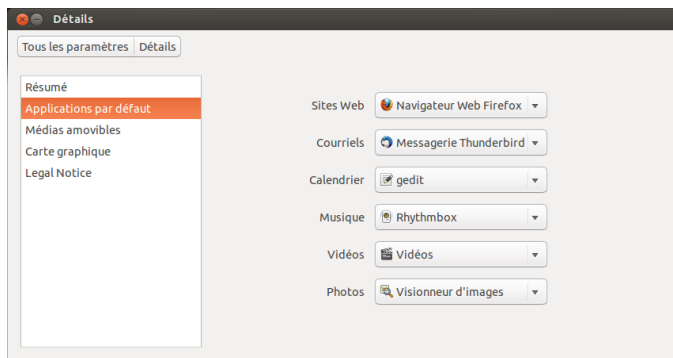 Détails
Tous les paramètres Détails
Résumé
Applications par défaut
Médias amovibles
Carte graphique
Legal Notice
Sites Web Navigateur Web Firefox
Courriels Messagerie Thunderbird
Calendrier gedit
Musique Rhythmbox
Vidéos Vidéos
Photos Visionneur d'images